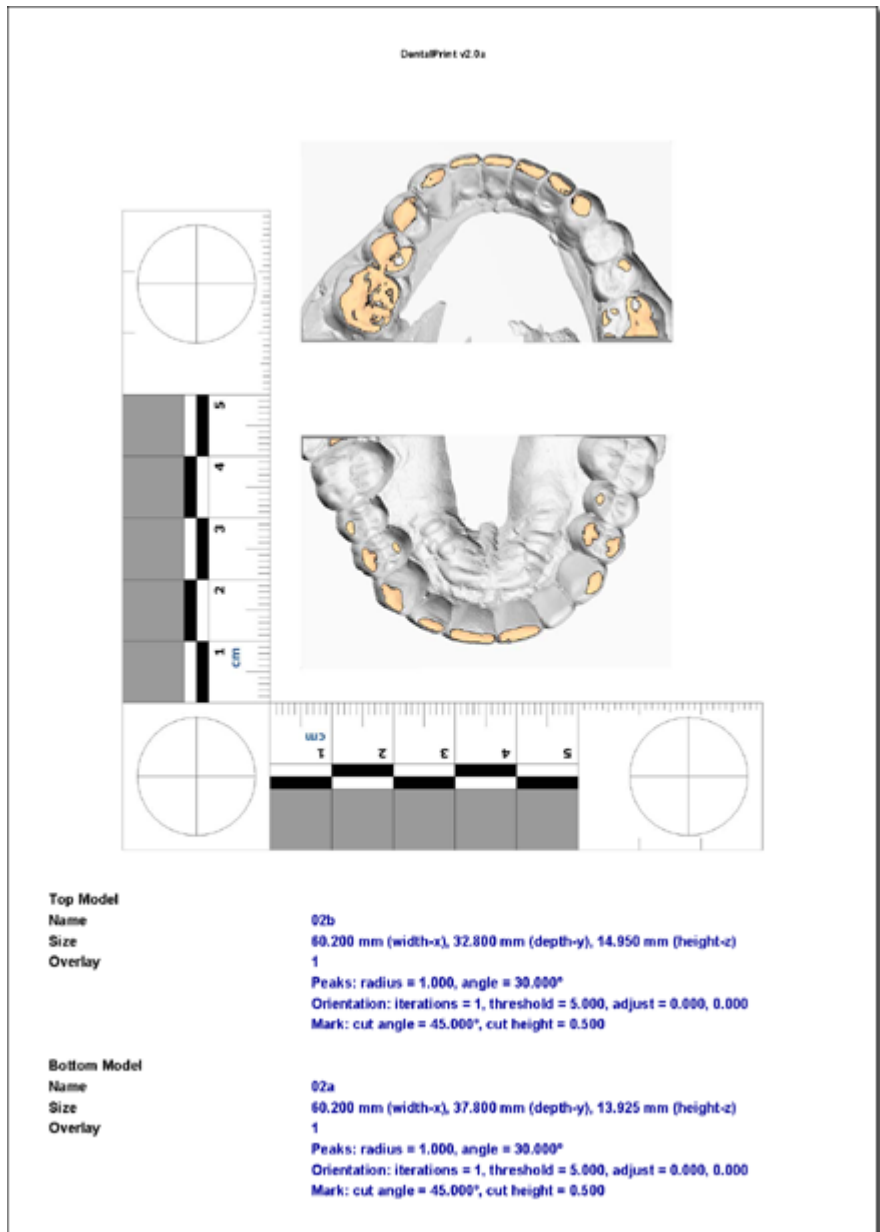 DentalPrint v2.0a
5
4
3
2
1
cm
cm
1 2 3 4 5
Top Model
Name 02b
Size 60.200 mm (width-x), 32.800 mm (depth-y), 14.950 mm (height-z)
Overlay 1
Peaks: radius = 1.000, angle = 30.000º
Orientation: iterations = 1, threshold = 5.000, adjust = 0.000, 0.000
Mark: cut angle = 45.000º, cut height = 0.500
Bottom Model
Name 02a
Size 60.200 mm (width-x), 37.800 mm (depth-y), 13.925 mm (height-z)
Overlay 1
Peaks: radius = 1.000, angle = 30.000º
Orientation: iterations = 1, threshold = 5.000, adjust = 0.000, 0.000
Mark: cut angle = 45.000º, cut height = 0.500